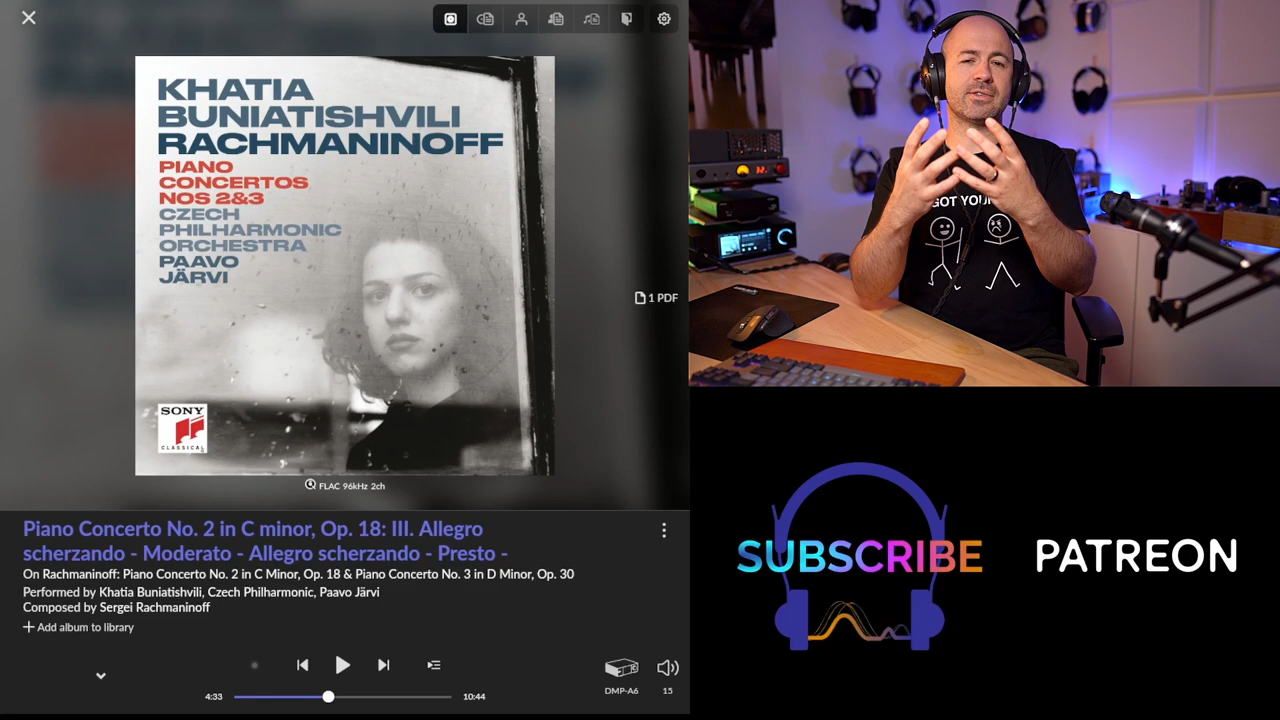 KHATIA
BUNIATISHVILI
RACHMANINOFF
PIANO
CONCERTOS
NOS 2&3
CZECH
PHILHARMONIC
ORCHESTRA
PAAVO
JÄRVI
SONY
CLASSICAL
FLAC 96kHz 2ch
1 PDF
Piano Concerto No. 2 in C minor, Op. 18: III. Allegro
scherzando - Moderato - Allegro scherzando - Presto -
On Rachmaninoff: Piano Concerto No. 2 in C Minor, Op. 18 & Piano Concerto No. 3 in D Minor, Op. 30
Performed by Khatia Buniatishvili, Czech Philharmonic, Paavo Järvi
Composed by Sergei Rachmaninoff
Add album to library
4:33
10:44
DMP-A6
15
GOT YOUR
SUBSCRIBE
PATREON